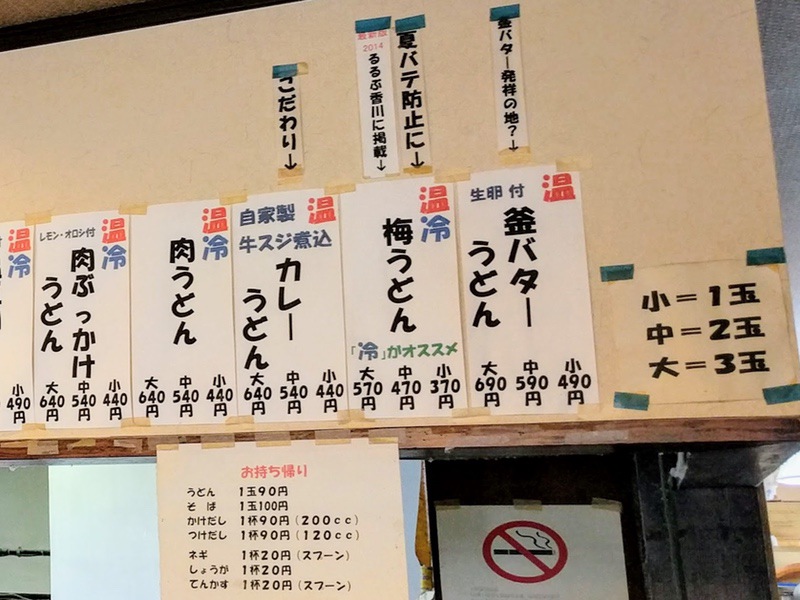 釜バター発祥の地?↓
夏バテ防止に↓
最新版
2014
るるぶ香川に掲載↓
こだわり↓
温
生卵 付
釜バター
うどん
小 490円
中 590円
大 690円
温
冷
梅うどん
「冷」がオススメ
小 370円
中 470円
大 570円
温
自家製
牛スジ煮込
カレー
うどん
小 440円
中 540円
大 640円
温
冷
肉うどん
小 440円
中 540円
大 640円
温
冷
レモン・オロシ付
肉ぶっかけ
うどん
小 440円
中 540円
大 640円
温
冷
小 490円
小=1玉
中=2玉
大=3玉
お持ち帰り
うどん 1玉90円
そば 1玉100円
かけだし 1杯90円(200cc)
つけだし 1杯90円(120cc)
ネギ 1杯20円(スプーン)
しょうが 1杯20円
てんかす 1杯20円(スプーン)